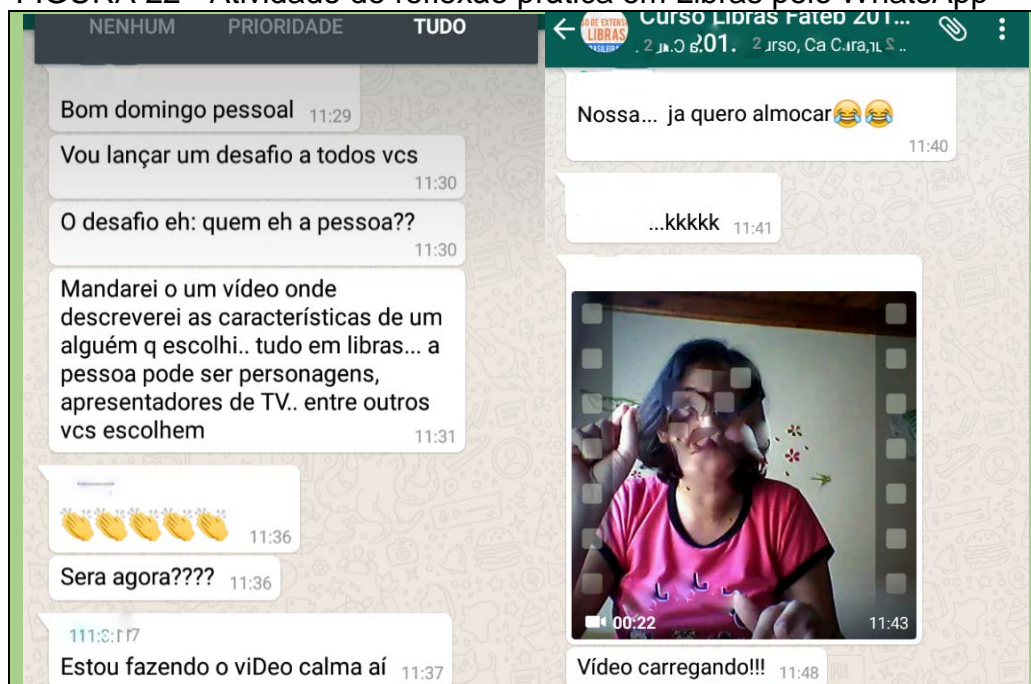 FIGURA 22 - Atividade de reflexão prática em Libras pelo WhatsApp
NENHUM PRIORIDADE TUDO
Bom domingo pessoal 11:29
Vou lançar um desafio a todos vcs
11:30
O desafio eh: quem eh a pessoa??
11:30
Mandarei o um vídeo onde
descreverei as características de um
alguém q escolhi.. tudo em libras... a
pessoa pode ser personagens,
apresentadores de TV.. entre outros
vcs escolhem 11:31
11:36
Sera agora???? 11:36
Estou fazendo o viDeo calma aí 11:37
Curso Libras Fateb 201...
LIBRAS
Nossa... ja quero almocar
11:40
...kkkkk 11:41
00:22 11:43
Vídeo carregando!!! 11:48